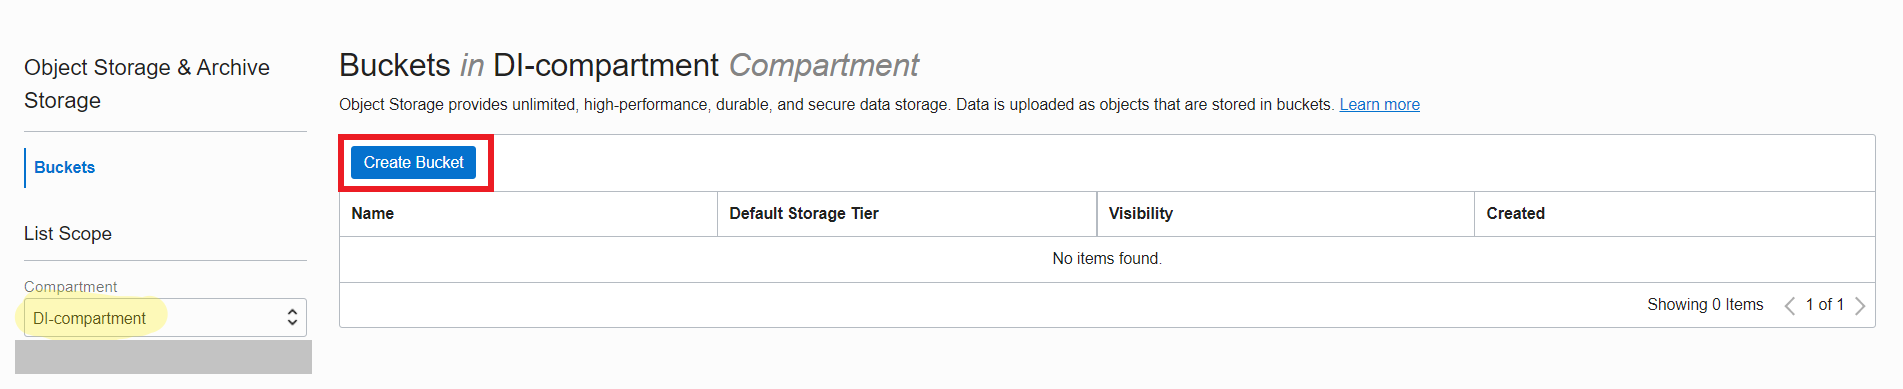 Object Storage & Archive
Storage
Buckets
List Scope
Compartment
DI-compartment
Buckets in DI-compartment Compartment
Object Storage provides unlimited, high-performance, durable, and secure data storage. Data is uploaded as objects that are stored in buckets. Learn more
Create Bucket
Name Default Storage Tier Visibility Created
No items found.
Showing 0 Items 1 of 1